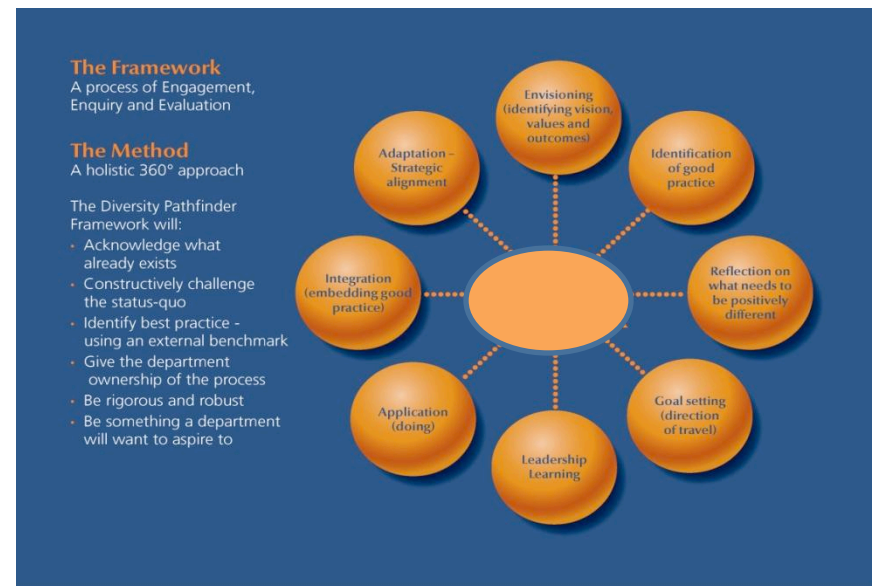 The Framework
A process of Engagement,
Enquiry and Evaluation
The Method
A holistic 360° approach
The Diversity Pathfinder
Framework will:
• Acknowledge what
already exists
• Constructively challenge
the status-quo
• Identify best practice -
using an external benchmark
• Give the department
ownership of the process
• Be rigorous and robust
• Be something a department
will want to aspire to
Envisioning
(identifying vision,
values and
outcomes)
Identification
of good
practice
Reflection on
what needs to
be positively
different
Goal setting
(direction
of travel)
Leadership
Learning
Application
(doing)
Integration
(embedding good
practice)
Adaptation –
Strategic
alignment